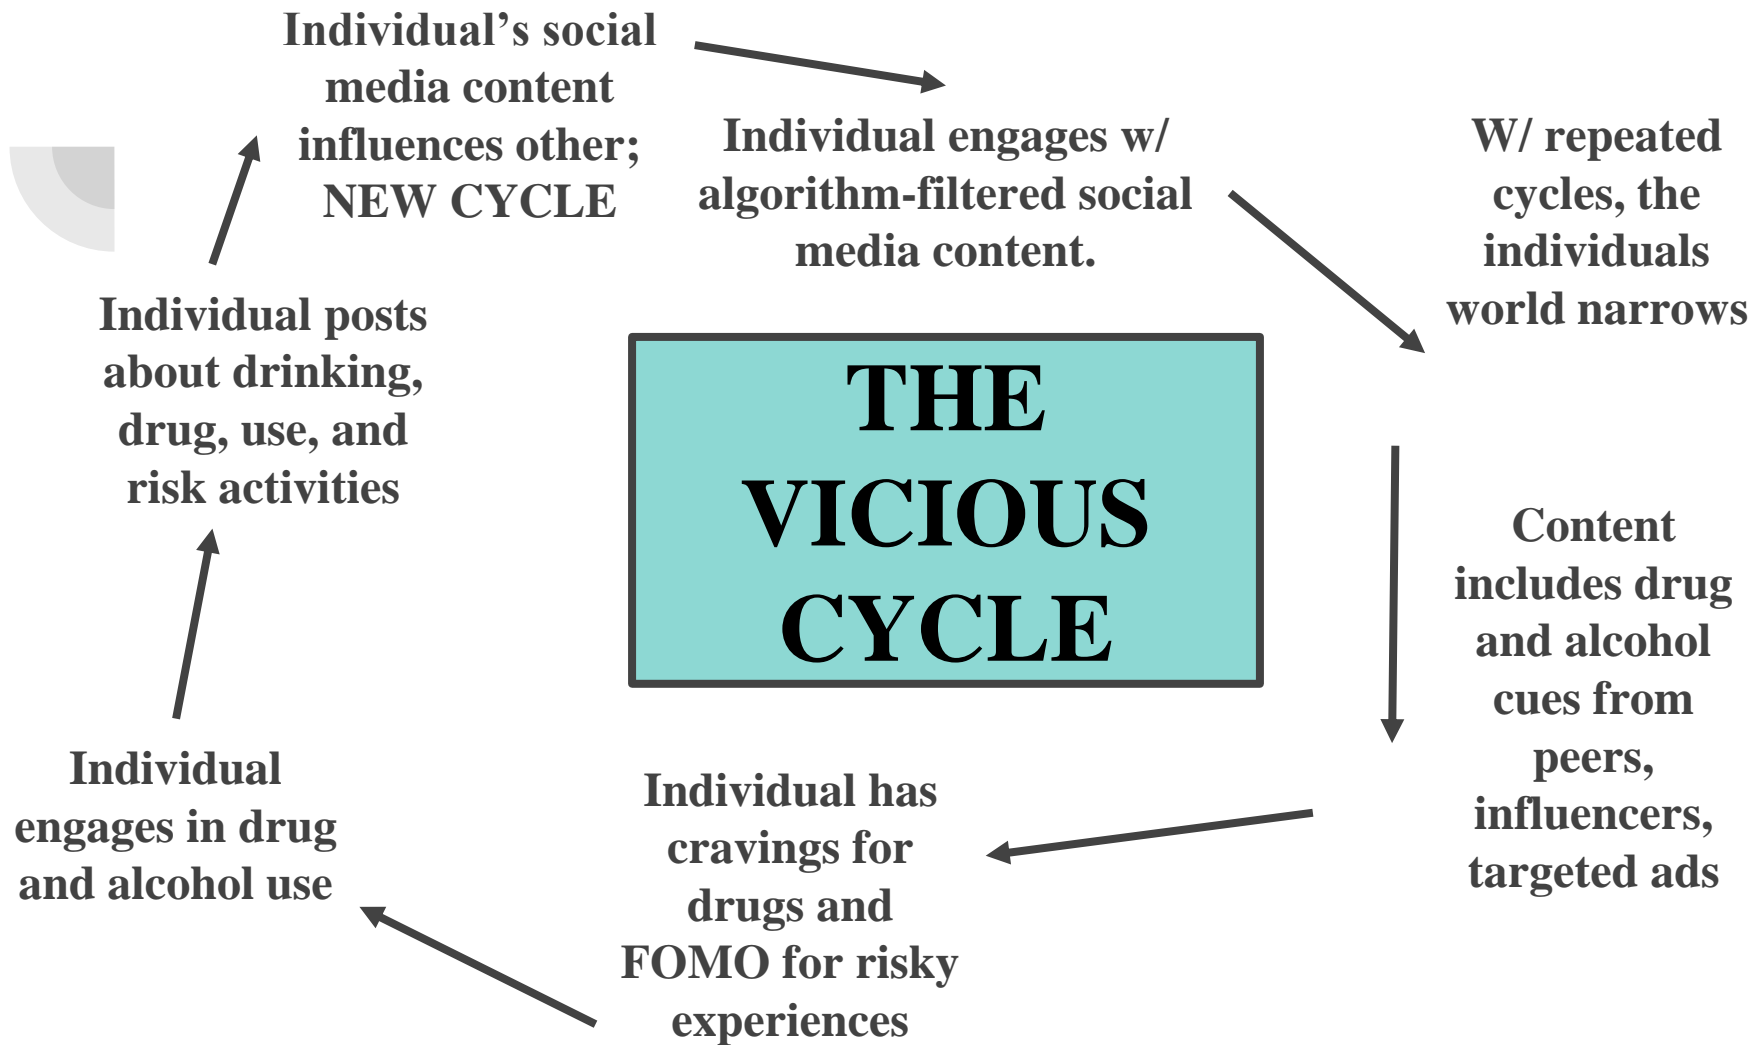 Individual’s social
media content
influences other;
NEW CYCLE
Individual engages w/
algorithm-filtered social
media content.
W/ repeated
cycles, the
individuals
world narrows
Content
includes drug
and alcohol
cues from
peers,
influencers,
targeted ads
Individual has
cravings for
drugs and
FOMO for risky
experiences
Individual
engages in drug
and alcohol use
Individual posts
about drinking,
drug, use, and
risk activities
THE
VICIOUS
CYCLE